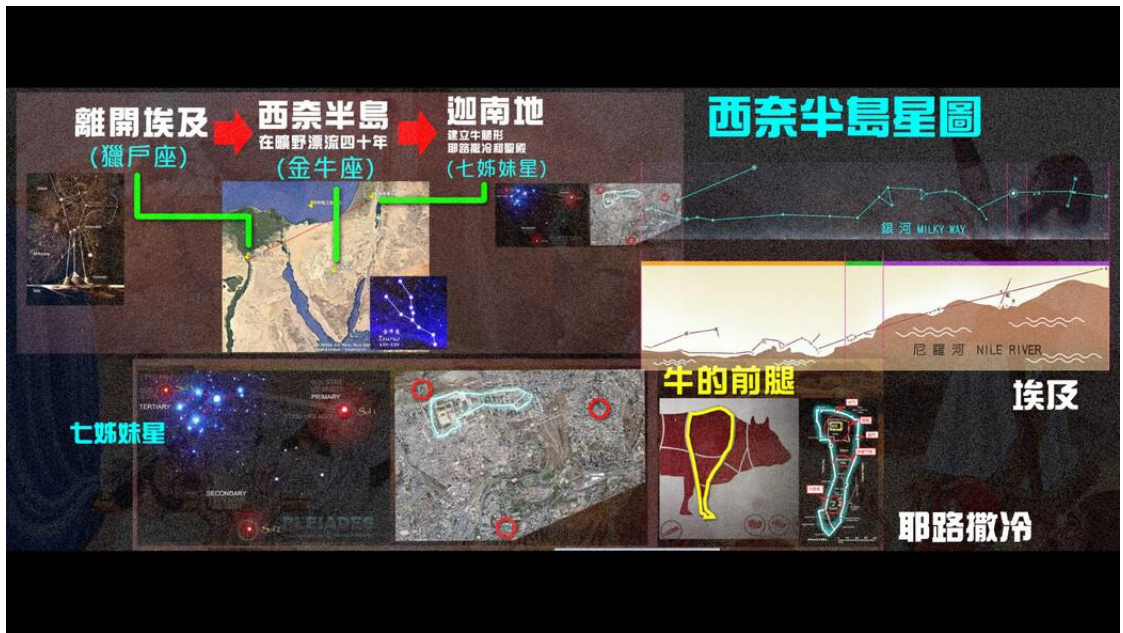 離開埃及
(獵戶座)
西奈半島
在曠野漂流四十年
(金牛座)
迦南地
建立牛腿形
耶路撒冷和聖殿
(七姊妹星)
西奈半島星圖
銀河 MILKY WAY
尼羅河 NILE RIVER
埃及
七姊妹星
TERTIARY
PRIMARY
SECONDARY
PLEIADES
牛的前腿
耶路撒冷